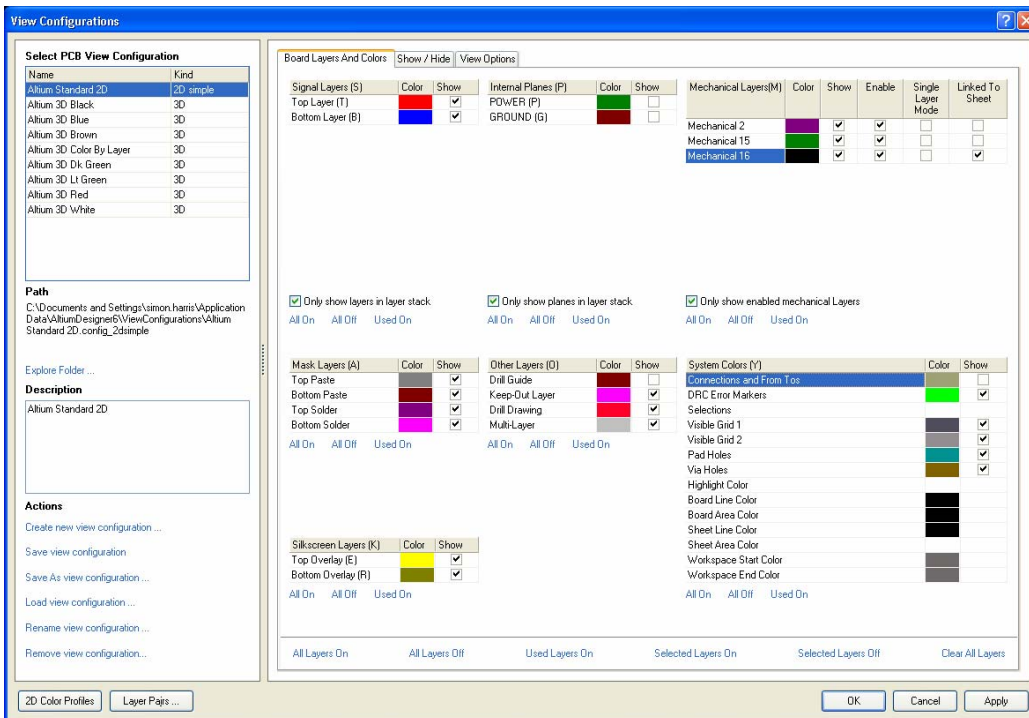 View Configurations
Select PCB View Configuration
Name Kind
Altium Standard 2D 2D simple
Altium 3D Black 3D
Altium 3D Blue 3D
Altium 3D Brown 3D
Altium 3D Color By Layer 3D
Altium 3D Dk Green 3D
Altium 3D Lt Green 3D
Altium 3D Red 3D
Altium 3D White 3D
Path
C:\Documents and Settings\simon.harris\Application
Data\AltiumDesigner6\ViewConfigurations\Altium
Standard 2D.config_2dsimple
Explore Folder ...
Description
Altium Standard 2D
Actions
Create new view configuration ...
Save view configuration
Save As view configuration ...
Load view configuration ...
Rename view configuration ...
Remove view configuration...
Board Layers And Colors Show / Hide View Options
Signal Layers (S) Color Show
Top Layer (T)
Bottom Layer (B)
Only show layers in layer stack
All On All Off Used On
Internal Planes (P) Color Show
POWER (P)
GROUND (G)
Only show planes in layer stack
All On All Off Used On
Mechanical Layers(M) Color Show Enable Single Layer Mode Linked To Sheet
Mechanical 2
Mechanical 15
Mechanical 16
Only show enabled mechanical Layers
All On All Off Used On
Mask Layers (A) Color Show
Top Paste
Bottom Paste
Top Solder
Bottom Solder
All On All Off Used On
Other Layers (O) Color Show
Drill Guide
Keep-Out Layer
Drill Drawing
Multi-Layer
All On All Off Used On
System Colors (Y) Color Show
Connections and From Tos
DRC Error Markers
Selections
Visible Grid 1
Visible Grid 2
Pad Holes
Via Holes
Highlight Color
Board Line Color
Board Area Color
Sheet Line Color
Sheet Area Color
Workspace Start Color
Workspace End Color
All On All Off Used On
Silkscreen Layers (K) Color Show
Top Overlay (E)
Bottom Overlay (R)
All On All Off Used On
All Layers On All Layers Off Used Layers On Selected Layers On Selected Layers Off Clear All Layers
2D Color Profiles Layer Pairs ... OK Cancel Apply